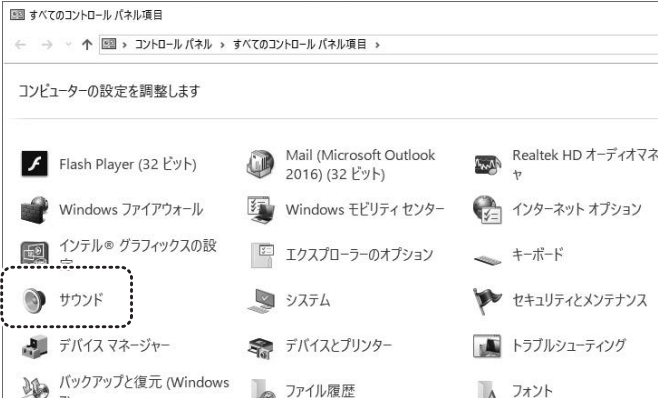 すべてのコントロール パネル項目
コントロール パネル › すべてのコントロール パネル項目 ›
コンピューターの設定を調整します
Flash Player (32 ビット)
Mail (Microsoft Outlook
2016) (32 ビット)
Realtek HD オーディオマネ
ャ
Windows ファイアウォール
Windows モビリティ センター
インターネット オプション
インテル® グラフィックスの設
定
エクスプローラーのオプション
キーボード
サウンド
システム
セキュリティとメンテナンス
デバイス マネージャー
デバイスとプリンター
トラブルシューティング
バックアップと復元 (Windows
ファイル履歴
フォント